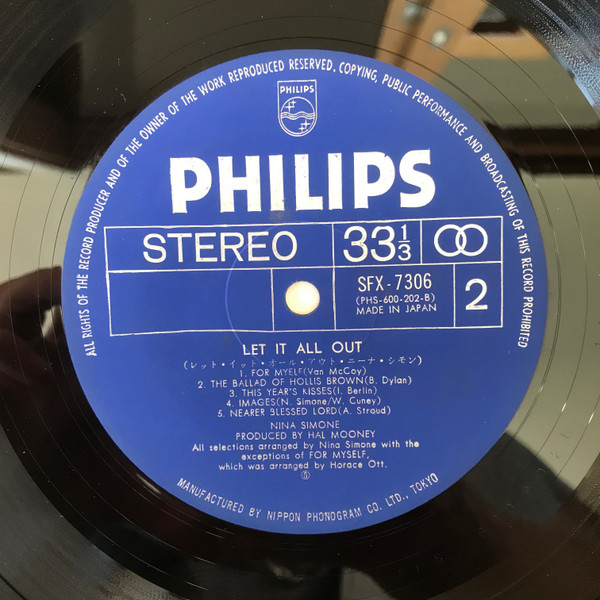 ALL RIGHTS OF THE RECORD PRODUCER AND OF THE OWNER OF THE WORK REPRODUCED RESERVED. COPYING, PUBLIC PERFORMANCE AND BROADCASTING OF THIS RECORD PROHIBITED
PHILIPS
PHILIPS
STEREO 33 1/3
SFX-7306
(PHS-600-202-B)
MADE IN JAPAN
2
LET IT ALL OUT
(レット・イット・オール・アウト・ニーナ・シモン)
1. FOR MYELF(Van McCoy)
2. THE BALLAD OF HOLLIS BROWN(B. Dylan)
3. THIS YEAR'S KISSES(I. Berlin)
4. IMAGES(N. Simone/W. Cuney)
5. NEARER BLESSED LORD(A. Stroud)
NINA SIMONE
PRODUCED BY HAL MOONEY
All selections arranged by Nina Simone with the
exceptions of FOR MYSELF,
which was arranged by Horace Ott.
MANUFACTURED BY NIPPON PHONOGRAM CO. LTD., TOKYO